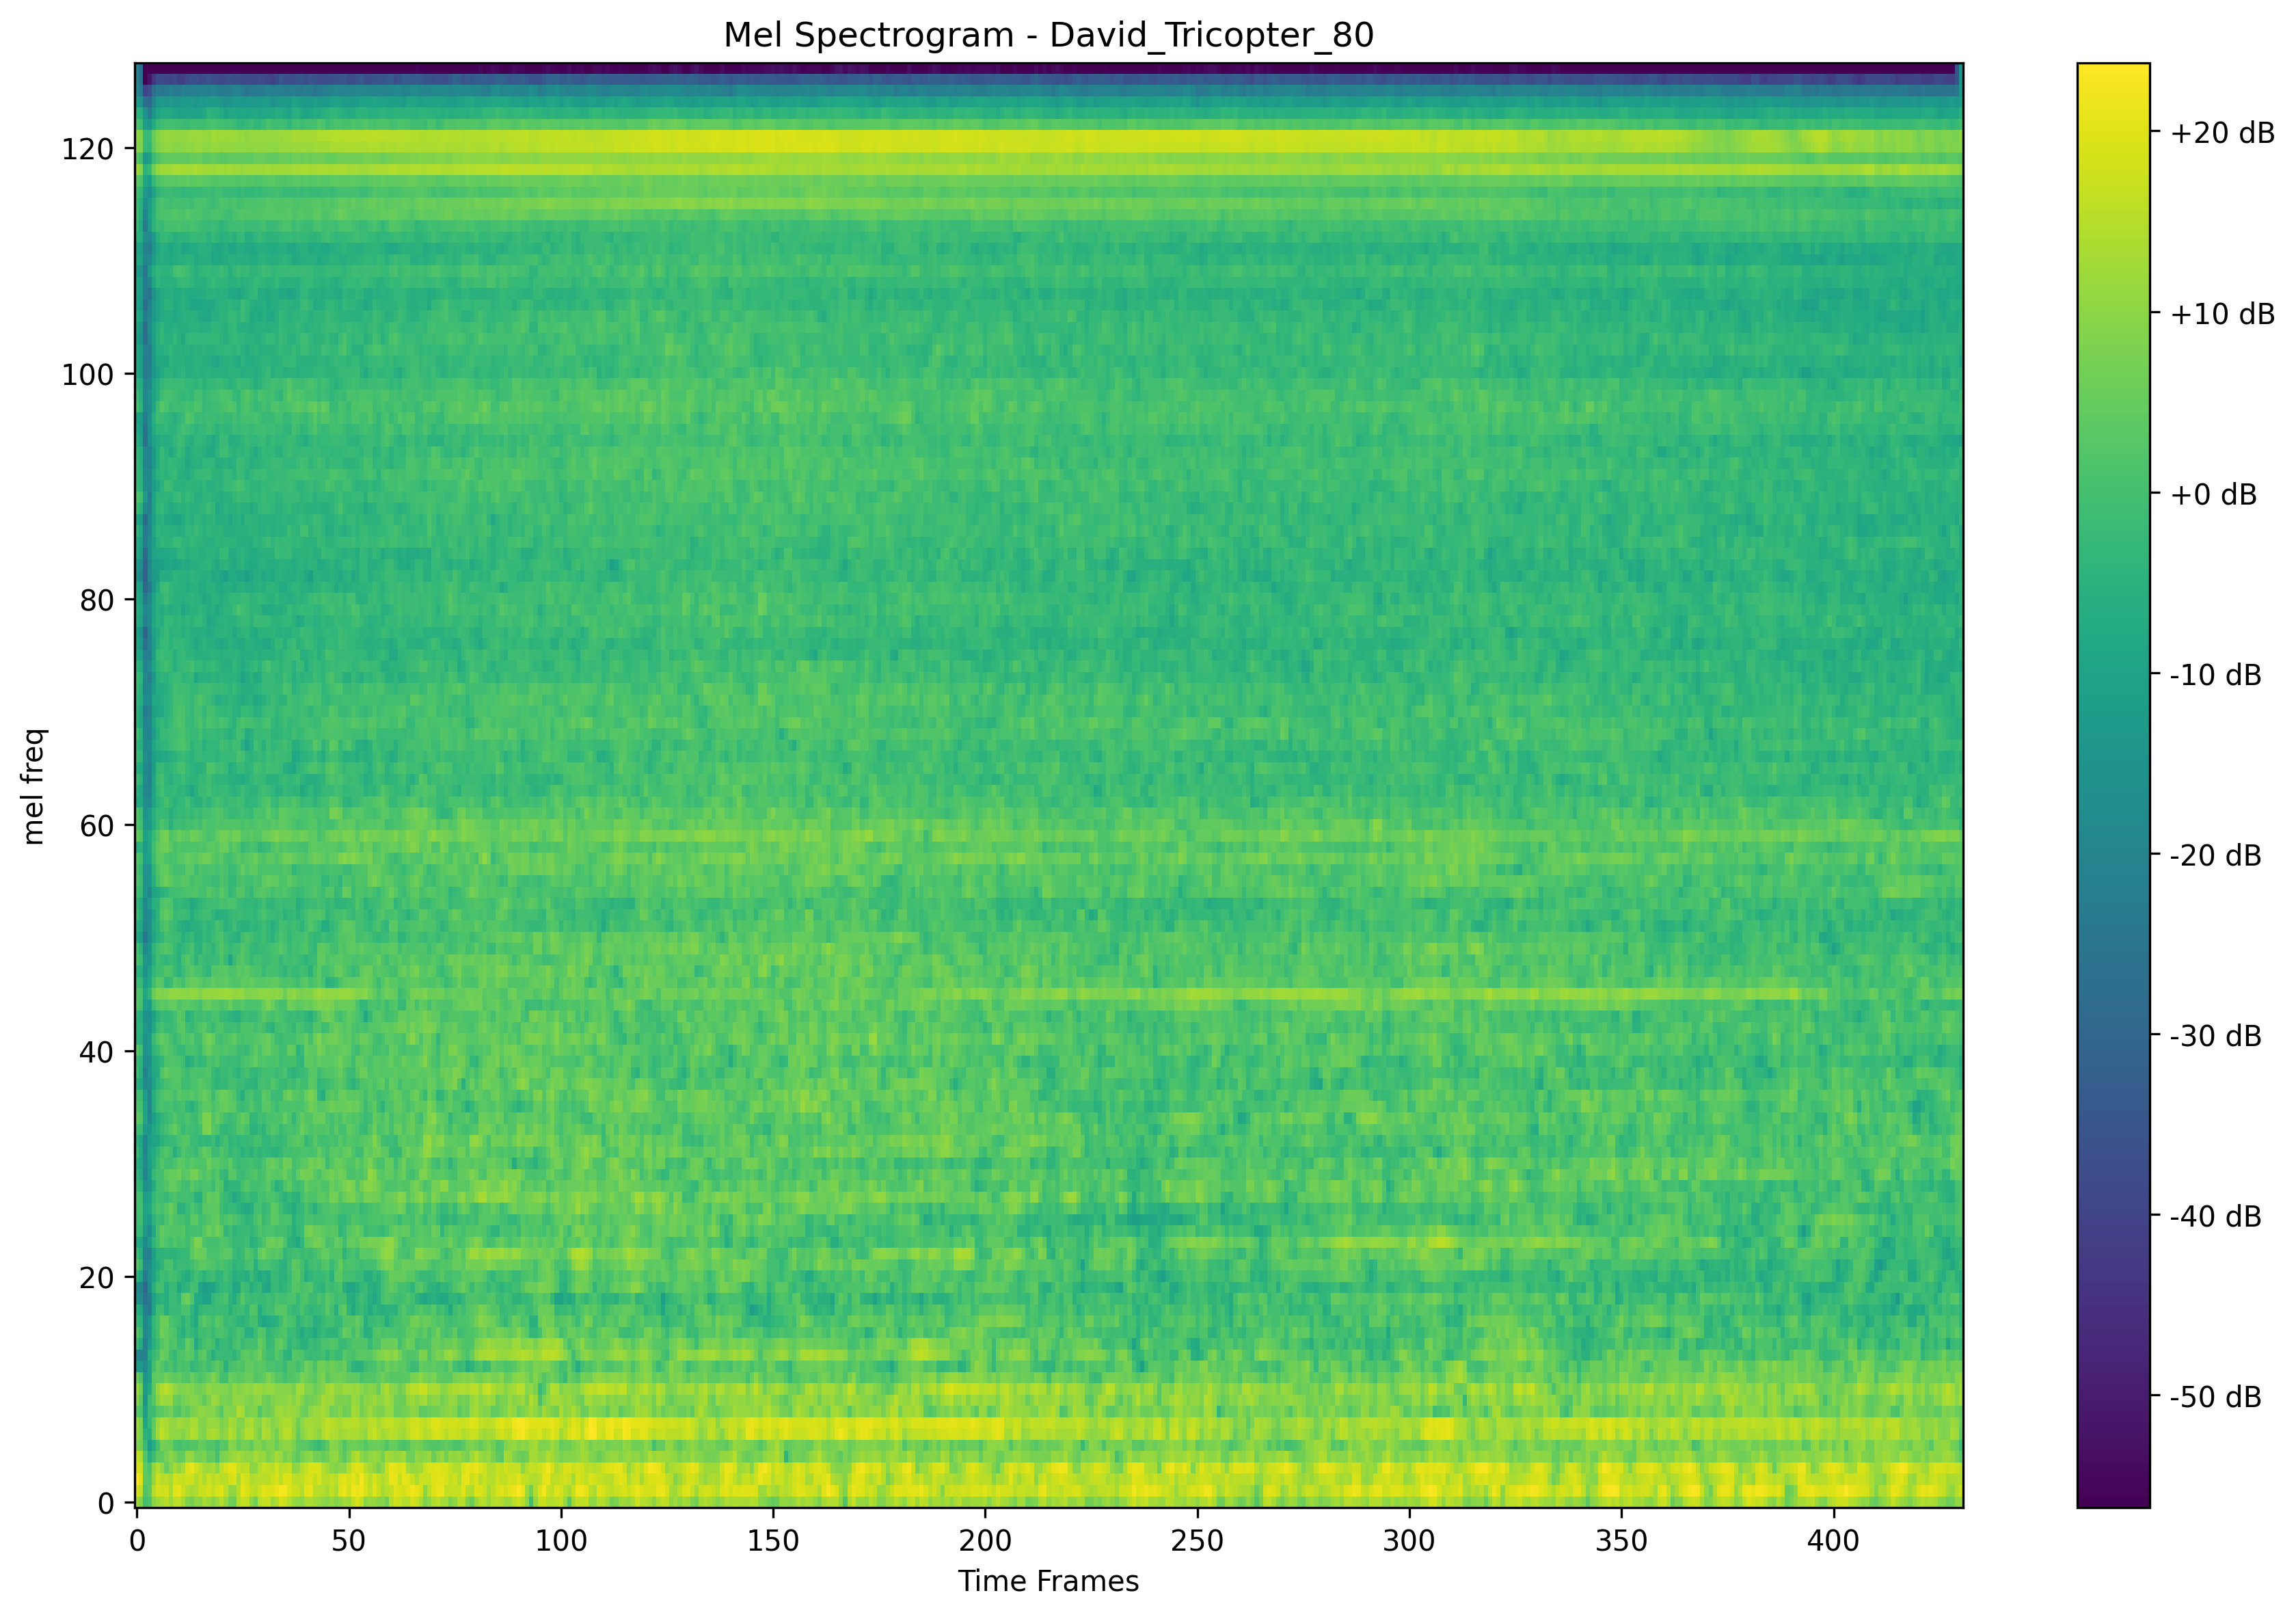 Mel Spectrogram - David_Tricopter_80
mel freq
120
100
80
60
40
20
0
0 50 100 150 200 250 300 350 400
Time Frames
+20 dB
+10 dB
+0 dB
-10 dB
-20 dB
-30 dB
-40 dB
-50 dB